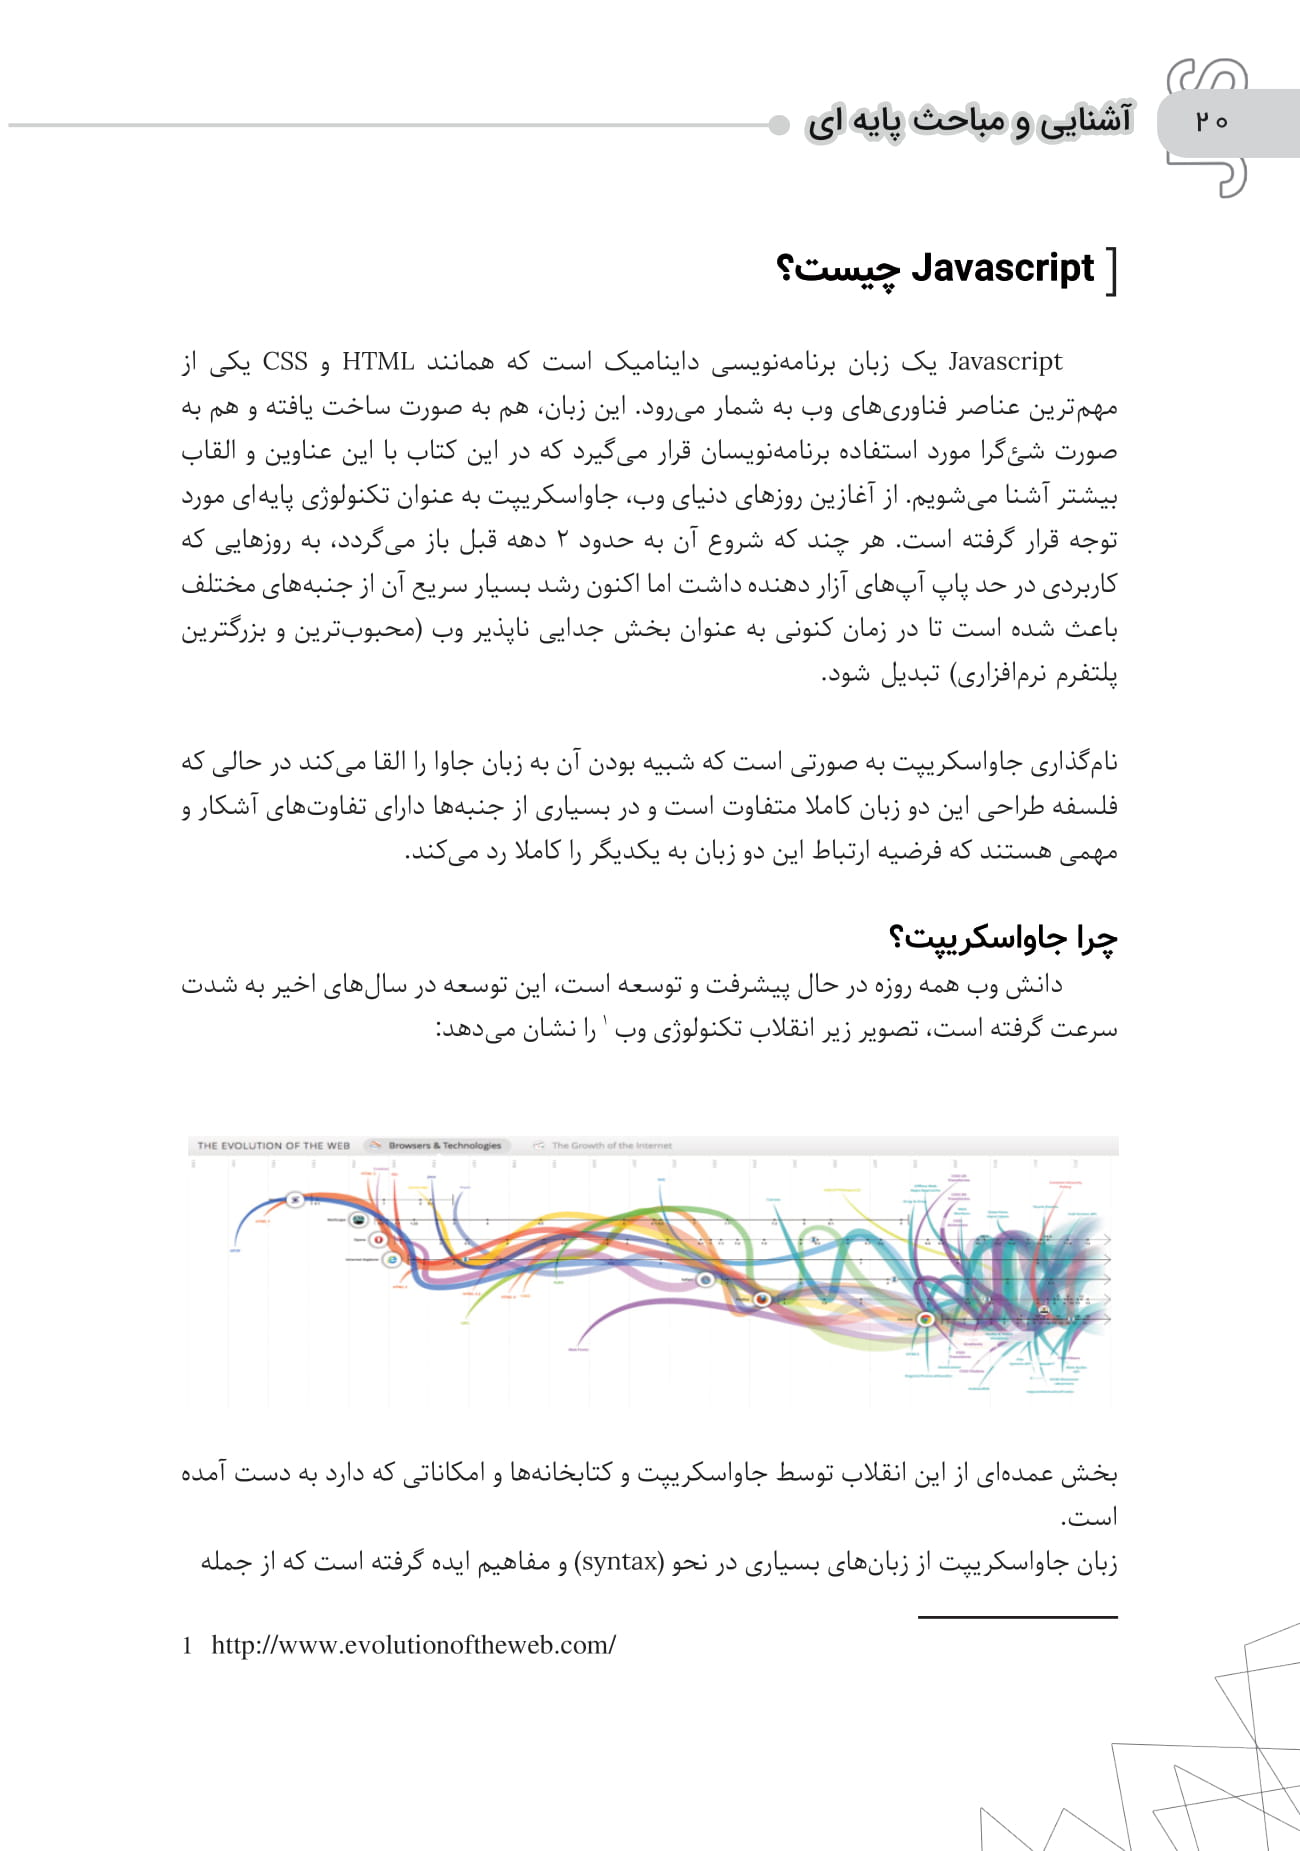 ۲۰
آشنایی و مباحث پایه ای
Javascript چیست؟
Javascript یک زبان برنامه‌نویسی داینامیک است که همانند HTML و CSS یکی از
مهم‌ترین عناصر فناوری‌های وب به شمار می‌رود. این زبان، هم به صورت ساخت یافته و هم به
صورت شئ‌گرا مورد استفاده برنامه‌نویسان قرار می‌گیرد که در این کتاب با این عناوین و القاب
بیشتر آشنا می‌شویم. از آغازین روزهای دنیای وب، جاواسکریپت به عنوان تکنولوژی پایه‌ای مورد
توجه قرار گرفته است. هر چند که شروع آن به حدود ۲ دهه قبل باز می‌گردد، به روزهایی که
کاربردی در حد پاپ آپ‌های آزار دهنده داشت اما اکنون رشد بسیار سریع آن از جنبه‌های مختلف
باعث شده است تا در زمان کنونی به عنوان بخش جدایی ناپذیر وب (محبوب‌ترین و بزرگترین
پلتفرم نرم‌افزاری) تبدیل شود.
نام‌گذاری جاواسکریپت به صورتی است که شبیه بودن آن به زبان جاوا را القا می‌کند در حالی که
فلسفه طراحی این دو زبان کاملا متفاوت است و در بسیاری از جنبه‌ها دارای تفاوت‌های آشکار و
مهمی هستند که فرضیه ارتباط این دو زبان به یکدیگر را کاملا رد می‌کند.
چرا جاواسکریپت؟
دانش وب همه روزه در حال پیشرفت و توسعه است، این توسعه در سال‌های اخیر به شدت
سرعت گرفته است، تصویر زیر انقلاب تکنولوژی وب ۱ را نشان می‌دهد:
THE EVOLUTION OF THE WEB Browsers & Technologies The Growth of the Internet
بخش عمده‌ای از این انقلاب توسط جاواسکریپت و کتابخانه‌ها و امکاناتی که دارد به دست آمده
است.
زبان جاواسکریپت از زبان‌های بسیاری در نحو (syntax) و مفاهیم ایده گرفته است که از جمله
1 http://www.evolutionoftheweb.com/